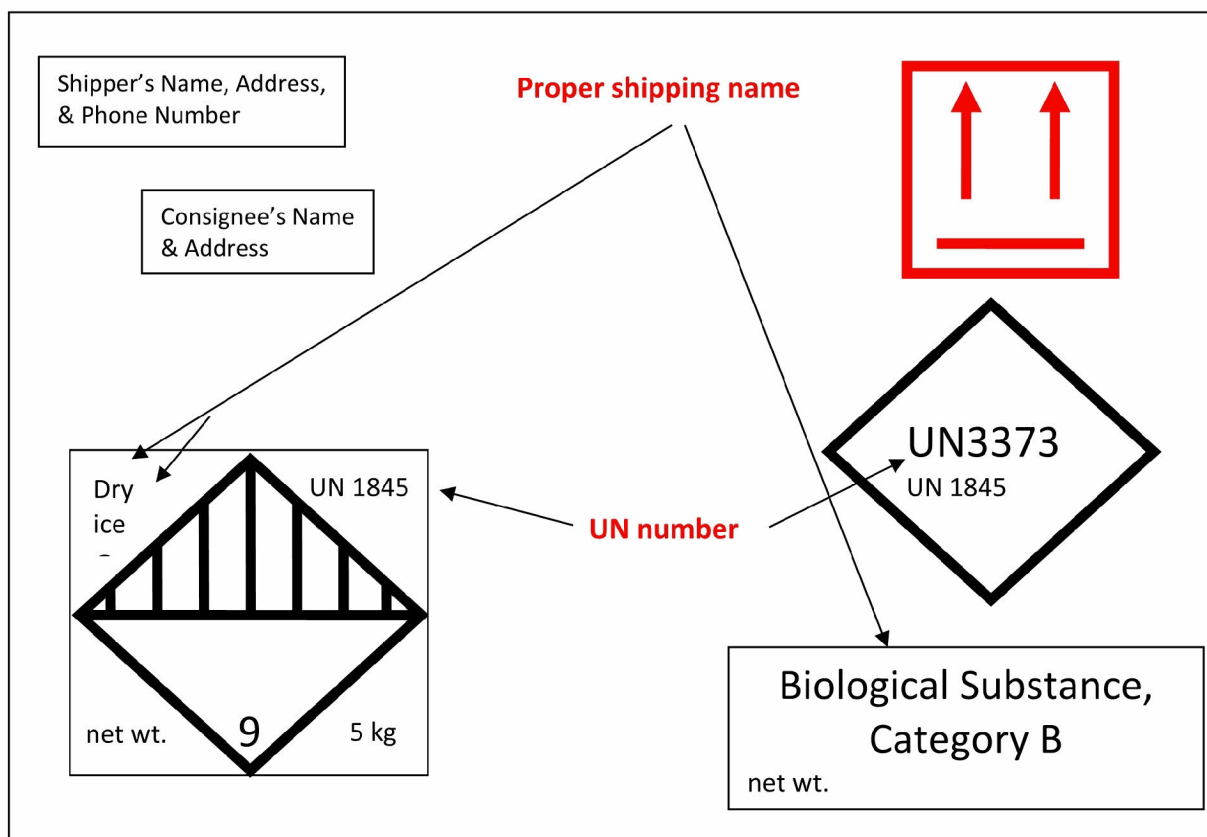 Shipper’s Name, Address,
& Phone Number
Proper shipping name
Consignee’s Name
& Address
Dry
ice
UN 1845
UN number
UN3373
UN 1845
net wt.
9
5 kg
Biological Substance,
Category B
net wt.